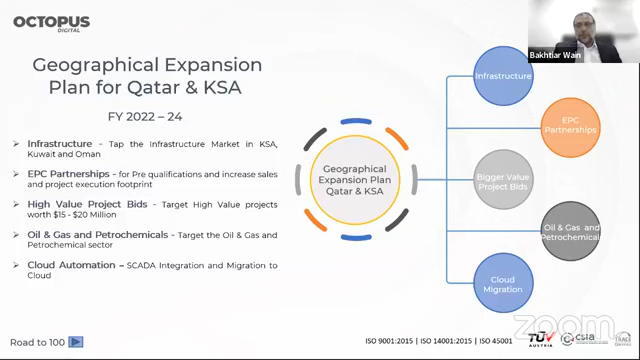 OCTOPUS
DIGITAL
Geographical Expansion
Plan for Qatar & KSA
FY 2022 – 24
Infrastructure - Tap the Infrastructure Market in KSA,
Kuwait and Oman
EPC Partnerships - for Pre qualifications and increase sales
and project execution footprint
High Value Project Bids - Target High Value projects
worth $15 - $20 Million
Oil & Gas and Petrochemicals - Target the Oil & Gas and
Petrochemical sector
Cloud Automation – SCADA Integration and Migration to
Cloud
Geographical
Expansion Plan
Qatar & KSA
Infrastructure
EPC
Partnerships
Bigger Value
Project Bids
Oil & Gas and
Petrochemicals
Cloud
Migration
Bakhtiar Wain
Road to 100
ISO 9001:2015 | ISO 14001:2015 | ISO 45001
TÜV
AUSTRIA
csia
TRACE
zoom